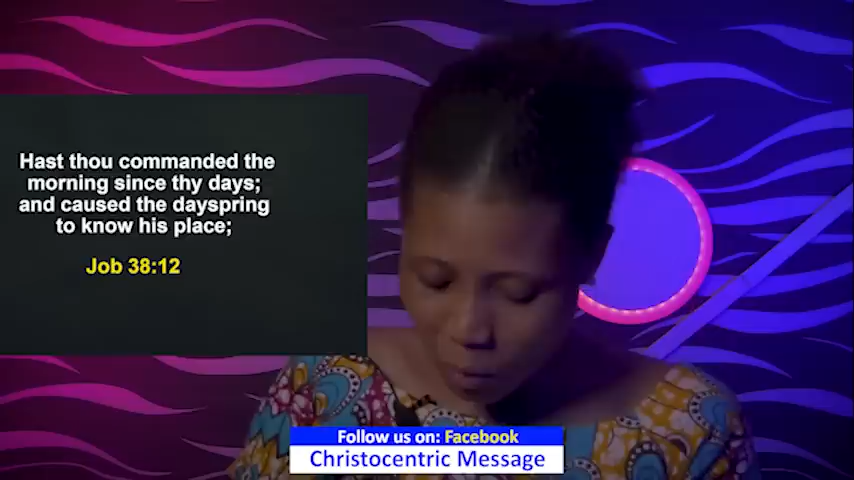 Hast thou commanded the
morning since thy days;
and caused the dayspring
to know his place;
Job 38:12
Follow us on: Facebook
Christocentric Message